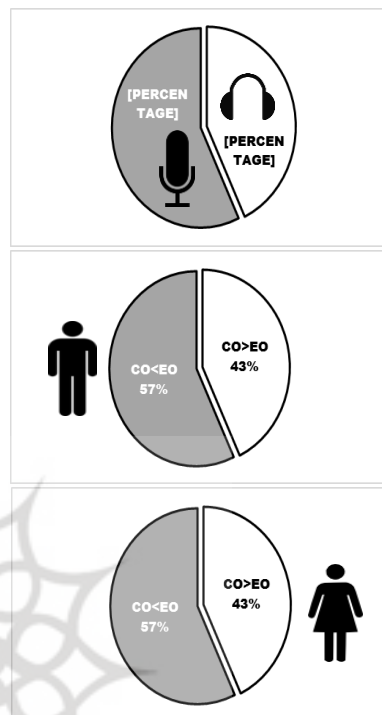 [PERCEN
TAGE]
[PERCEN
TAGE]
CO<EO
57%
CO>EO
43%
CO<EO
57%
CO>EO
43%